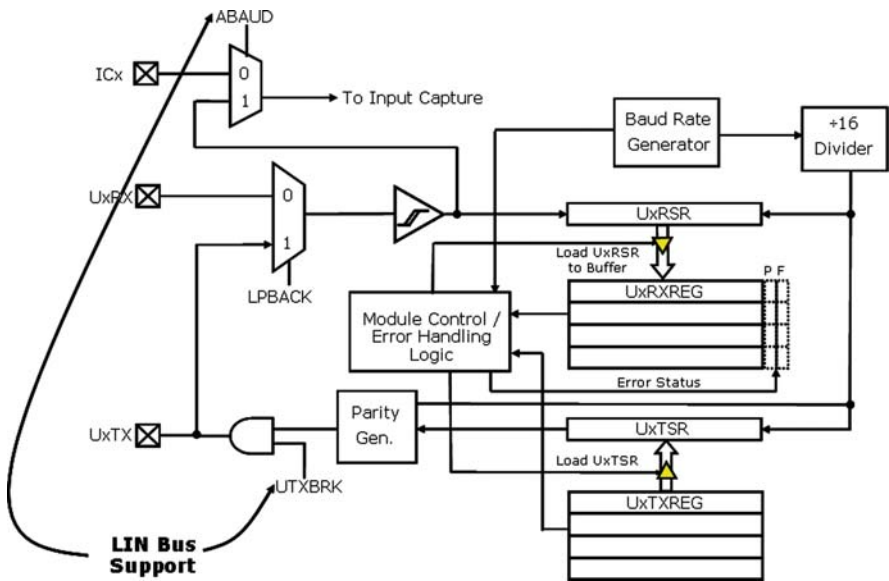 ABAUD
ICx
0
1
To Input Capture
Baud Rate
Generator
÷16
Divider
UxRX
0
1
UxRSR
Load UxRSR
to Buffer
P F
LPBACK
UxRXREG
Module Control /
Error Handling
Logic
Error Status
UxTX
Parity
Gen.
UxTSR
Load UxTSR
UTXBRK
UxTXREG
LIN Bus
Support